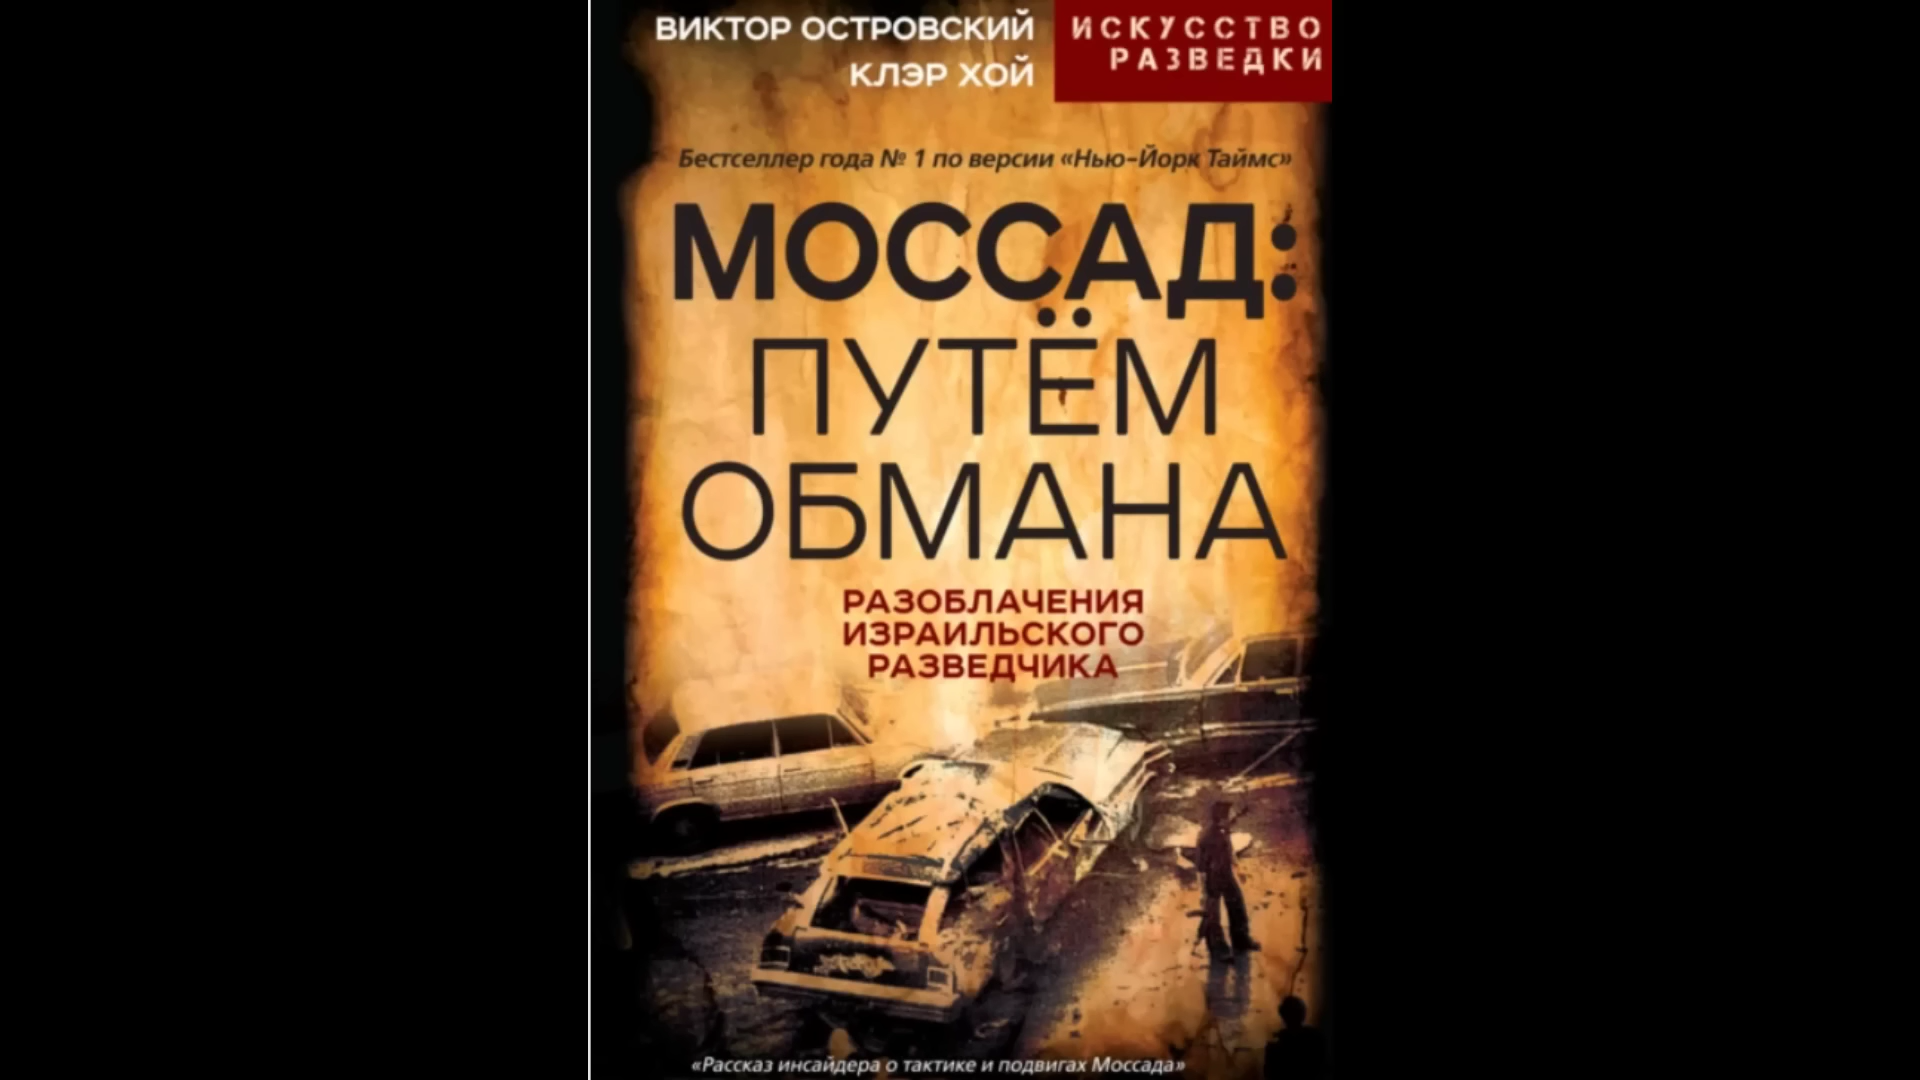 ВИКТОР ОСТРОВСКИЙ
КЛЭР ХОЙ
ИСКУССТВО
РАЗВЕДКИ
Бестселлер года № 1 по версии «Нью-Йорк Таймс»
МОССАД:
ПУТЁМ
ОБМАНА
РАЗОБЛАЧЕНИЯ
ИЗРАИЛЬСКОГО
РАЗВЕДЧИКА
«Рассказ инсайдера о тактике и подвигах Моссада»